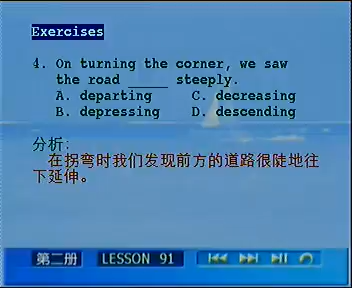 Exercises
4. On turning the corner, we saw
the road _____ steeply.
A. departing C. decreasing
B. depressing D. descending
分析:
在拐弯时我们发现前方的道路很陡地往
下延伸。
第二册 LESSON 91